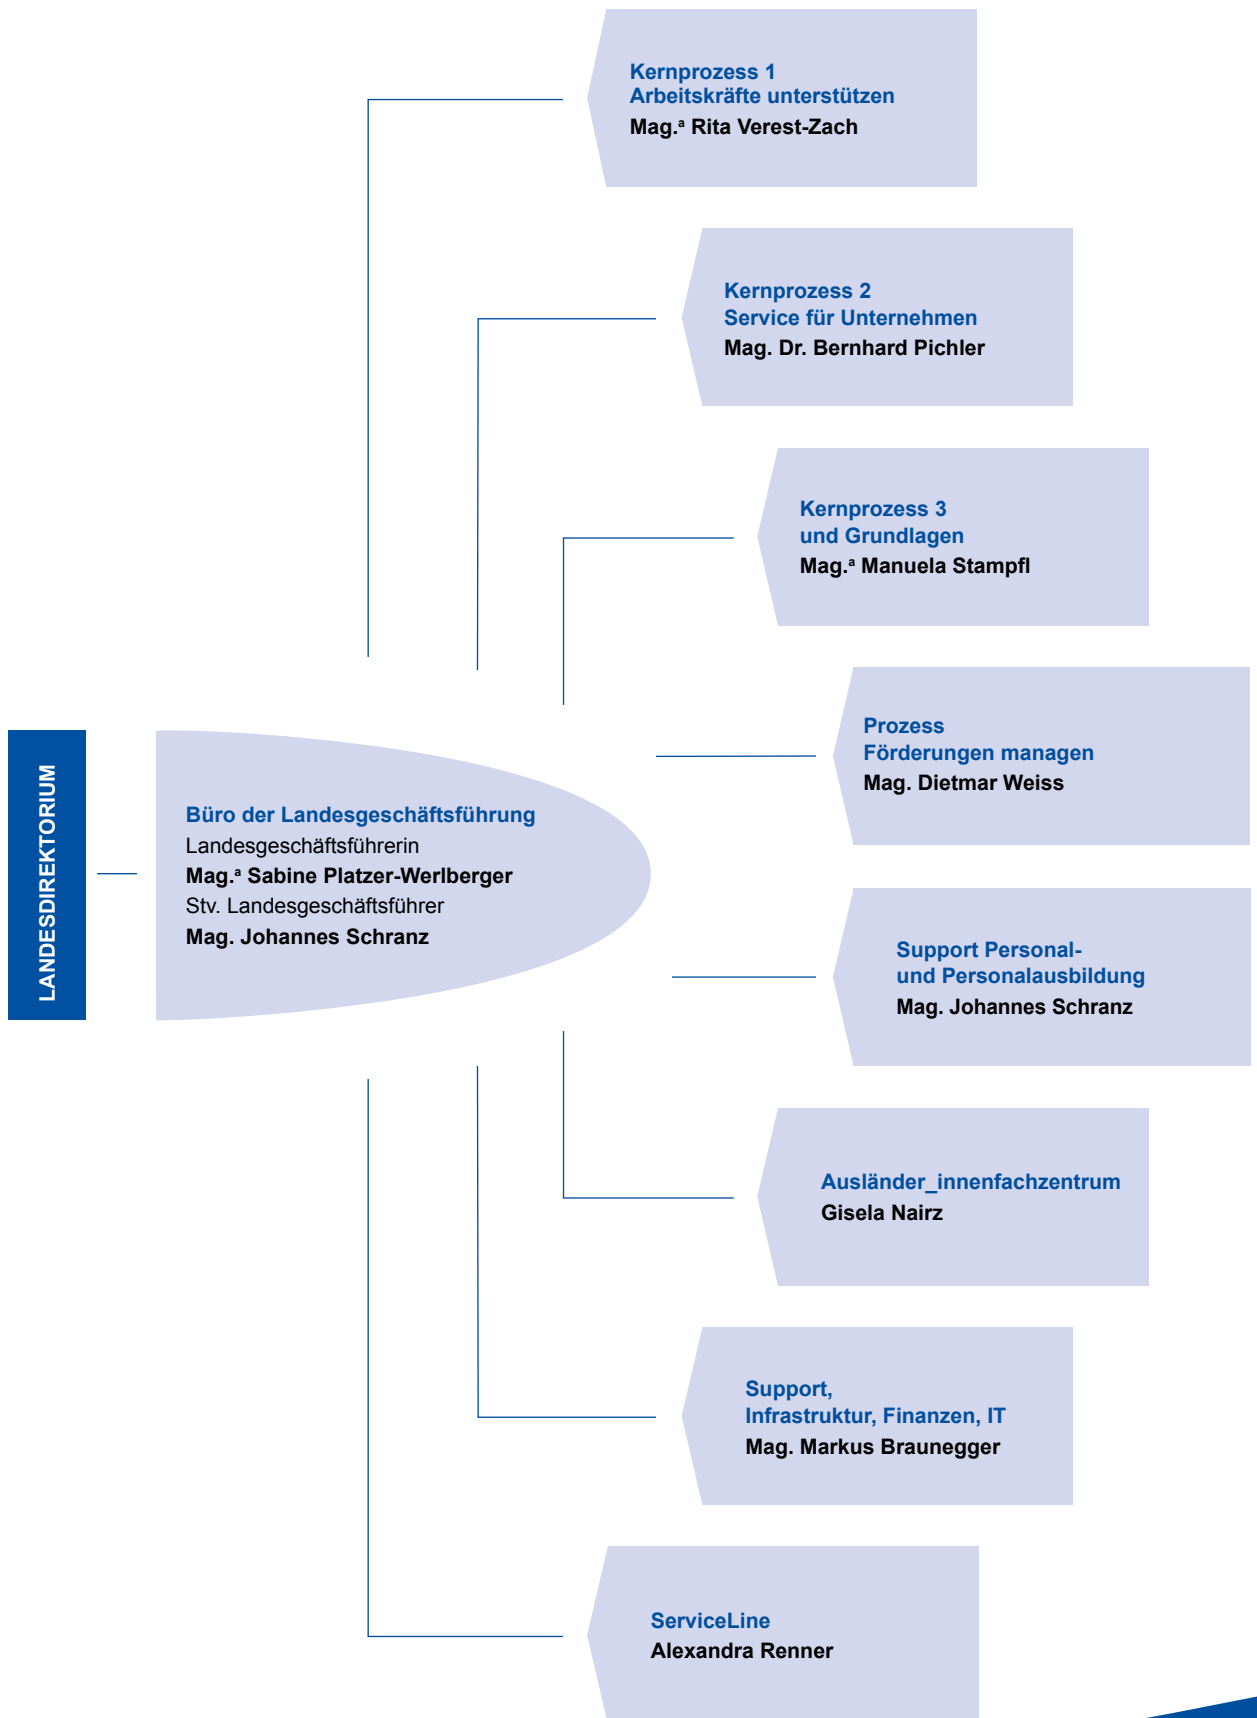 Kernprozess 1
Arbeitskräfte unterstützen
Mag.ª Rita Verest-Zach
Kernprozess 2
Service für Unternehmen
Mag. Dr. Bernhard Pichler
Kernprozess 3
und Grundlagen
Mag.ª Manuela Stampfl
Prozess
Förderungen managen
Mag. Dietmar Weiss
LANDESDIREKTORIUM
Büro der Landesgeschäftsführung
Landesgeschäftsführerin
Mag.ª Sabine Platzer-Werlberger
Stv. Landesgeschäftsführer
Mag. Johannes Schranz
Support Personal-
und Personalausbildung
Mag. Johannes Schranz
Ausländer_innenfachzentrum
Gisela Nairz
Support,
Infrastruktur, Finanzen, IT
Mag. Markus Braunegger
ServiceLine
Alexandra Renner